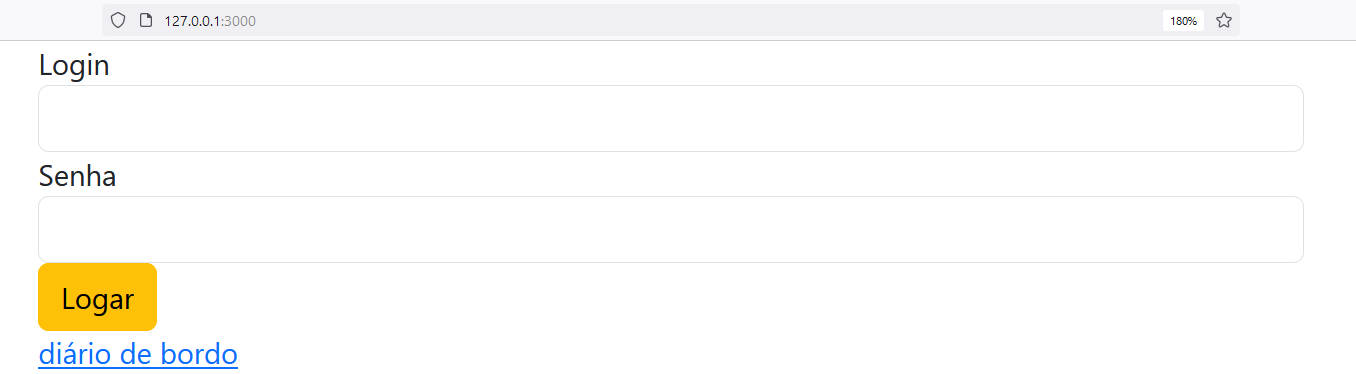 127.0.0.1:3000 180%
Login
Senha
Logar
diário de bordo